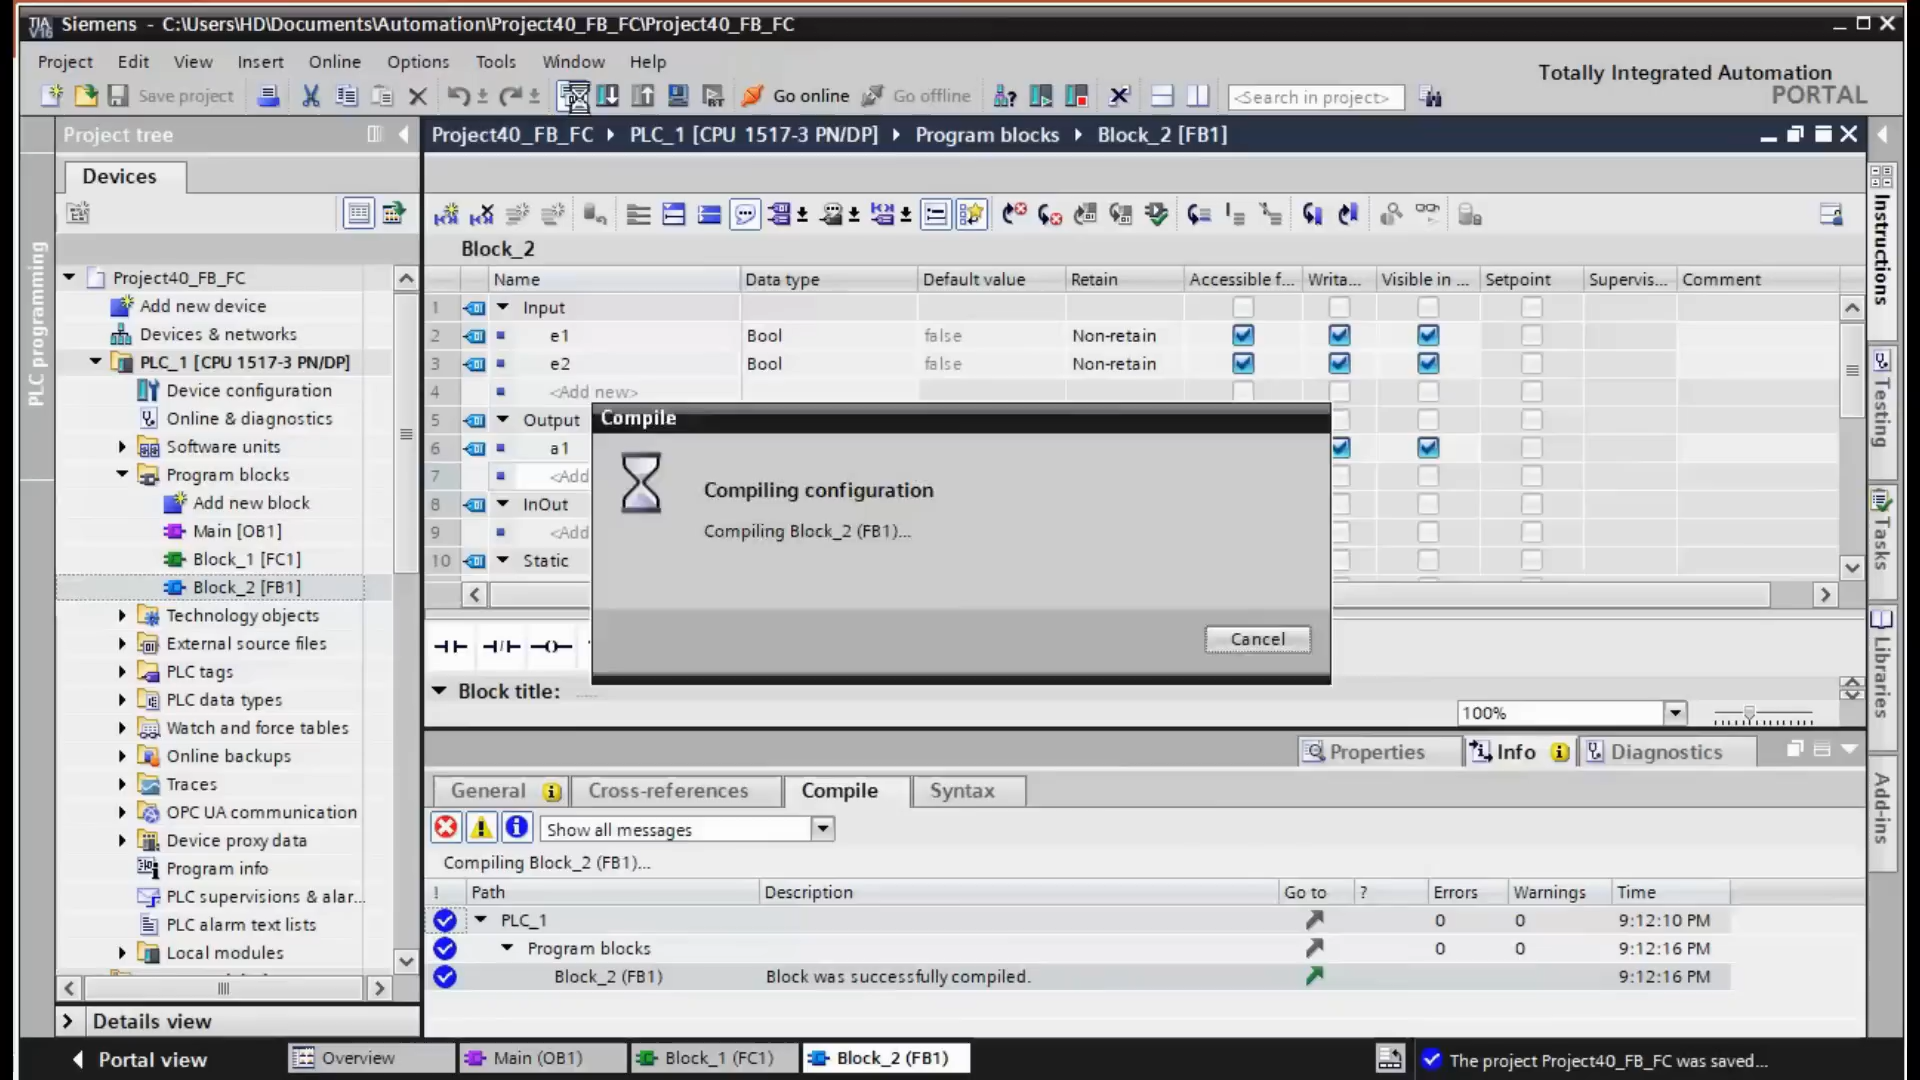 Siemens - C:\Users\HD\Documents\Automation\Project40_FB_FC\Project40_FB_FC
Project Edit View Insert Online Options Tools Window Help
Totally Integrated Automation
PORTAL
Save project Go online Go offline <Search in project>
Project tree
Project40_FB_FC PLC_1 [CPU 1517-3 PN/DP] Program blocks Block_2 [FB1]
Devices
PLC programming
Project40_FB_FC
Add new device
Devices & networks
PLC_1 [CPU 1517-3 PN/DP]
Device configuration
Online & diagnostics
Software units
Program blocks
Add new block
Main [OB1]
Block_1 [FC1]
Block_2 [FB1]
Technology objects
External source files
PLC tags
PLC data types
Watch and force tables
Online backups
Traces
OPC UA communication
Device proxy data
Program info
PLC supervisions & alar...
PLC alarm text lists
Local modules
Details view
Block_2
Name Data type Default value Retain Accessible f... Writa... Visible in ... Setpoint Supervis... Comment
1 Input
2 e1 Bool false Non-retain
3 e2 Bool false Non-retain
4 <Add new>
5 Output
6 a1
7 <Add
8 InOut
9 <Add
10 Static
Compile
Compiling configuration
Compiling Block_2 (FB1)...
Cancel
Block title:
100%
Properties Info Diagnostics
General Cross-references Compile Syntax
Show all messages
Compiling Block_2 (FB1)...
! Path Description Go to ? Errors Warnings Time
PLC_1 0 0 9:12:10 PM
Program blocks 0 0 9:12:16 PM
Block_2 (FB1) Block was successfully compiled. 9:12:16 PM
Instructions
Testing
Tasks
Libraries
Add-ins
Portal view Overview Main (OB1) Block_1 (FC1) Block_2 (FB1) The project Project40_FB_FC was saved...